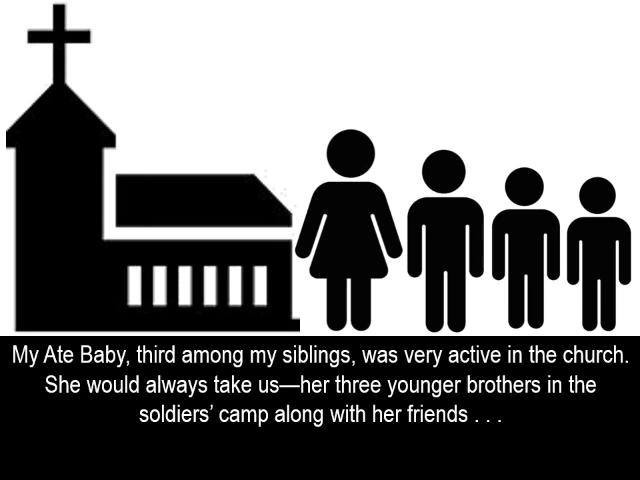 My Ate Baby, third among my siblings, was very active in the church.
She would always take us—her three younger brothers in the
soldiers’ camp along with her friends . . .